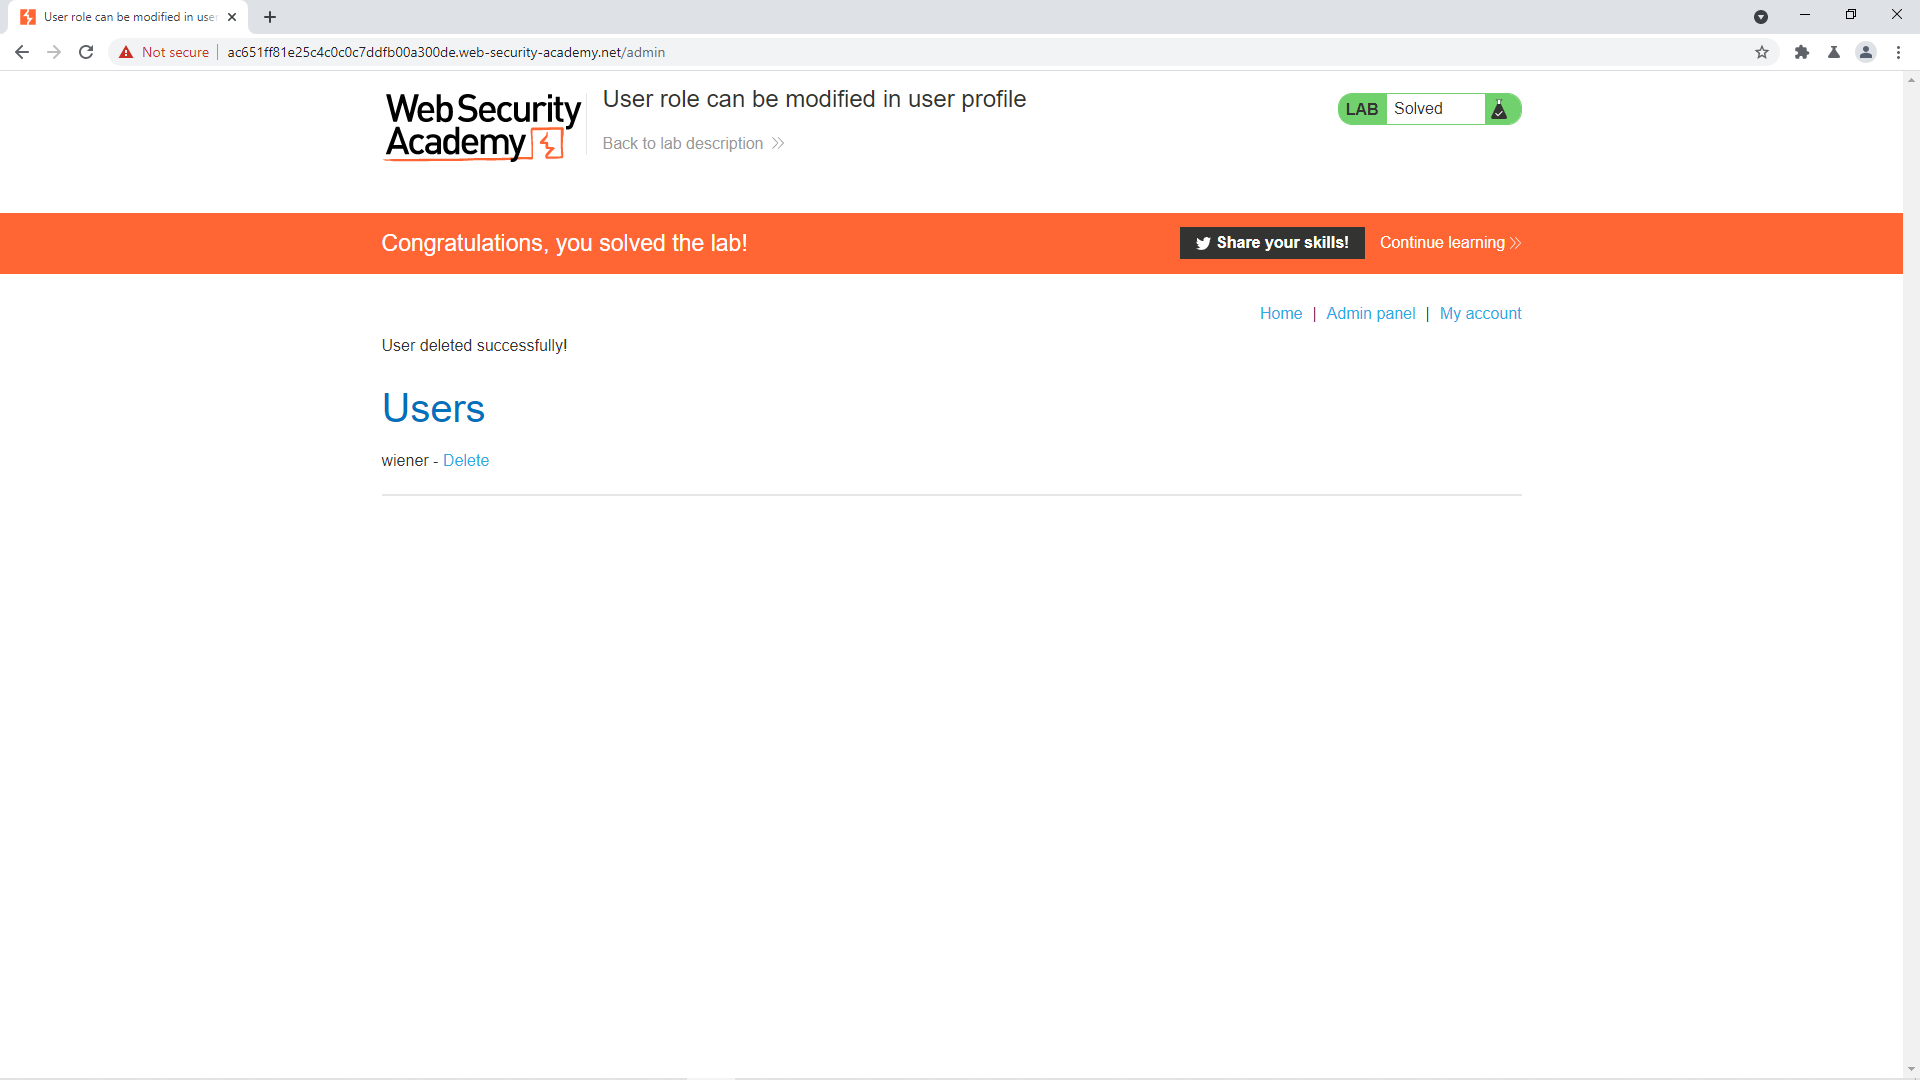 User role can be modified in user
Not secure
ac651ff81e25c4c0c0c7ddfb00a300de.web-security-academy.net/admin
Web Security
Academy
User role can be modified in user profile
Back to lab description
LAB Solved
Congratulations, you solved the lab!
Share your skills!
Continue learning
Home | Admin panel | My account
User deleted successfully!
Users
wiener - Delete